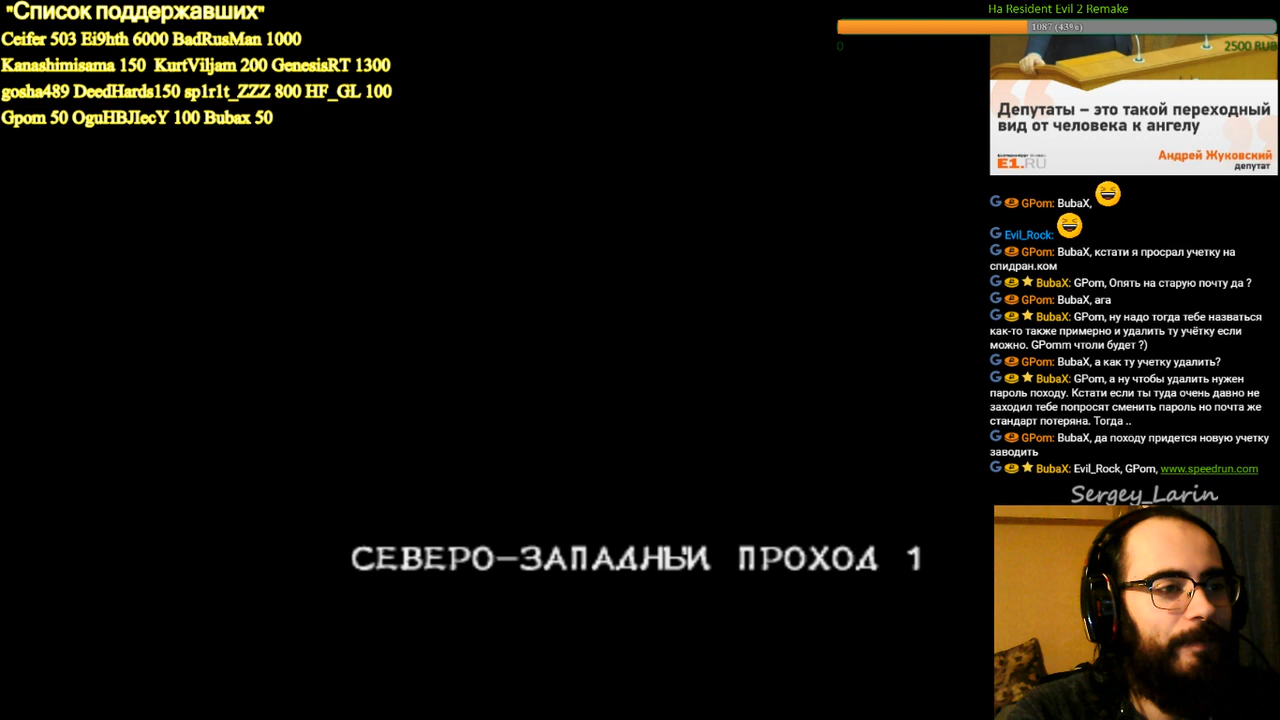 "Список поддержавших"
Ceifer 503 Ei9hth 6000 BadRusMan 1000
Kanashimisama 150 KurtViljam 200 GenesisRT 1300
gosha489 DeedHards150 sp1r1t_ZZZ 800 HF_GL 100
Gpom 50 OguHBJIecY 100 Bubax 50
На Resident Evil 2 Remake
1087 (43%)
0
2500 RUB
Депутаты – это такой переходный
вид от человека к ангелу
Андрей Жуковский
депутат
E1.RU
GPom: BubaX,
Evil_Rock:
GPom: BubaX, кстати я просрал учетку на
спидран.ком
BubaX: GPom, Опять на старую почту да ?
GPom: BubaX, ага
BubaX: GPom, ну надо тогда тебе назваться
как-то также примерно и удалить ту учётку если
можно. GPomm чтоли будет ?)
GPom: BubaX, а как ту учетку удалить?
BubaX: GPom, а ну чтобы удалить нужен
пароль походу. Кстати если ты туда очень давно не
заходил тебе попросят сменить пароль но почта же
стандарт потеряна. Тогда ..
GPom: BubaX, да походу придется новую учетку
заводить
BubaX: Evil_Rock, GPom, www.speedrun.com
Sergey_Larin
СЕВЕРО-ЗАПАДНЫЙ ПРОХОД 1